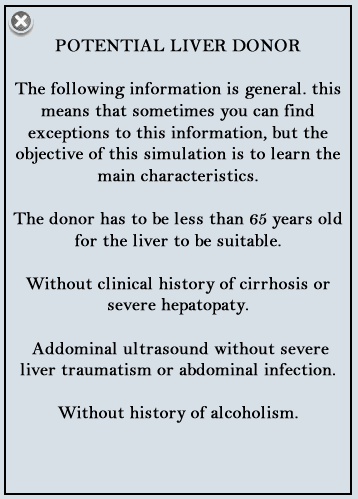 POTENTIAL LIVER DONOR
The following information is general. this
means that sometimes you can find
exceptions to this information, but the
objective of this simulation is to learn the
main characteristics.
The donor has to be less than 65 years old
for the liver to be suitable.
Without clinical history of cirrhosis or
severe hepatopaty.
Addominal ultrasound without severe
liver traumatism or abdominal infection.
Without history of alcoholism.